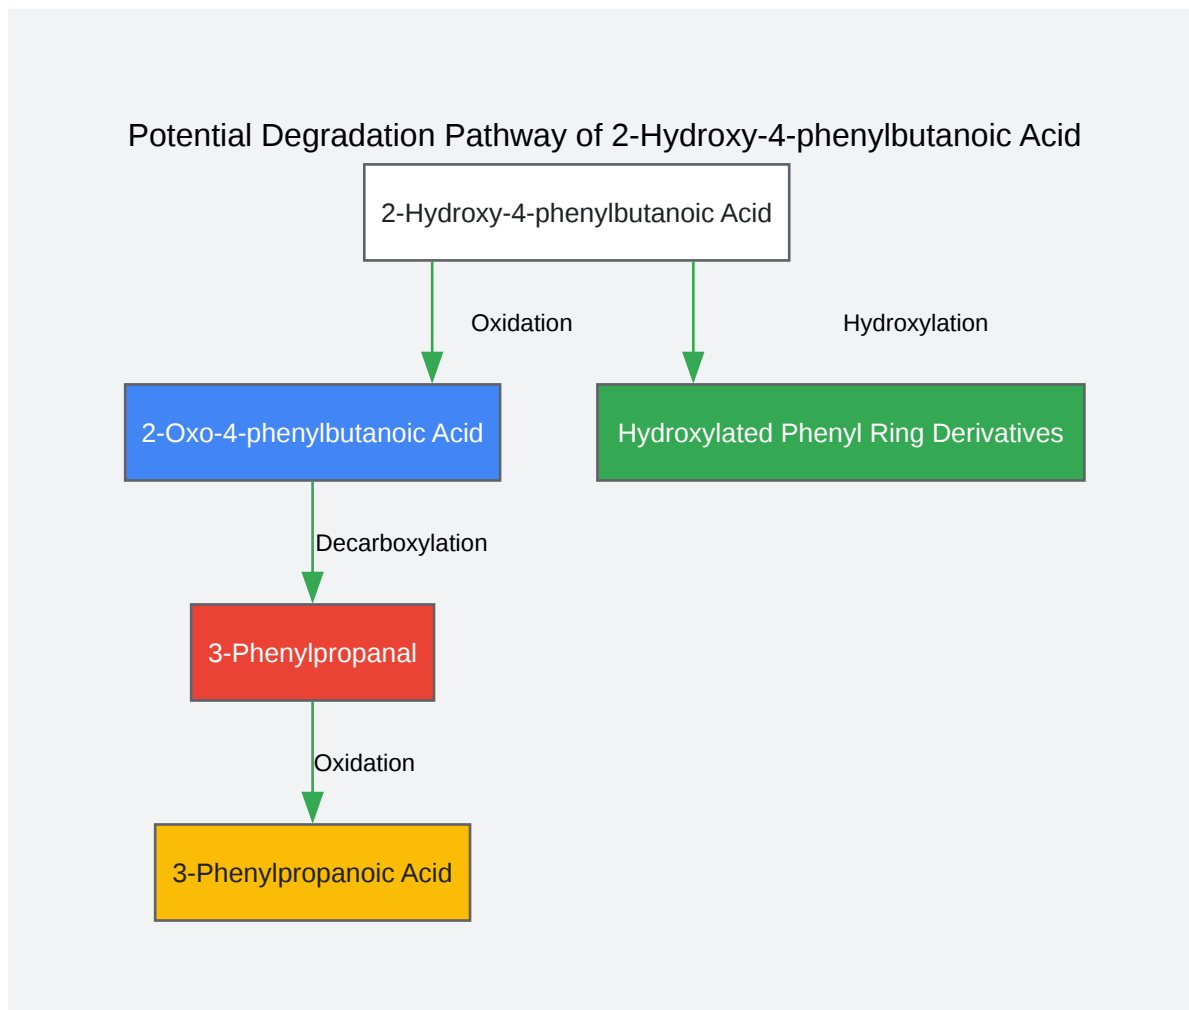 Potential Degradation Pathway of 2-Hydroxy-4-phenylbutanoic Acid
2-Hydroxy-4-phenylbutanoic Acid
Oxidation
Hydroxylation
2-Oxo-4-phenylbutanoic Acid
Hydroxylated Phenyl Ring Derivatives
Decarboxylation
3-Phenylpropanal
Oxidation
3-Phenylpropanoic Acid